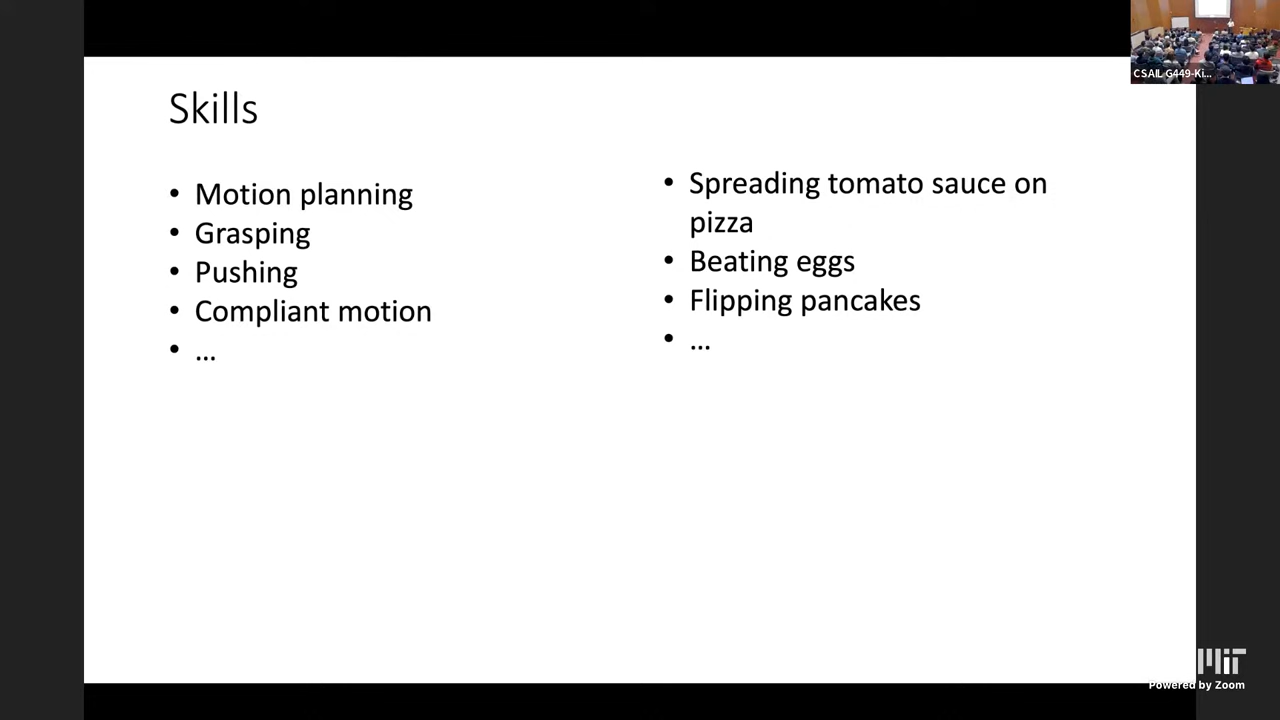 CSAIL G449-Ki...
Skills
• Motion planning
• Grasping
• Pushing
• Compliant motion
• ...
• Spreading tomato sauce on
pizza
• Beating eggs
• Flipping pancakes
• ...
MIT
Powered by Zoom